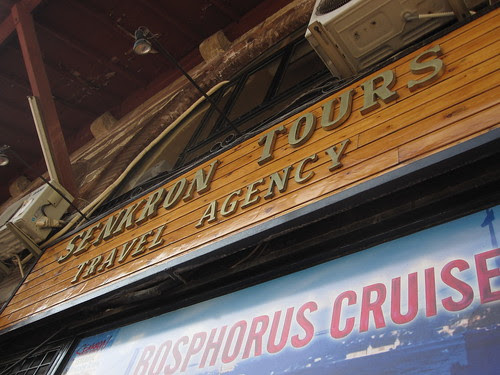 SENKRON TOURS
TRAVEL AGENCY
BOSPHORUS CRUISE